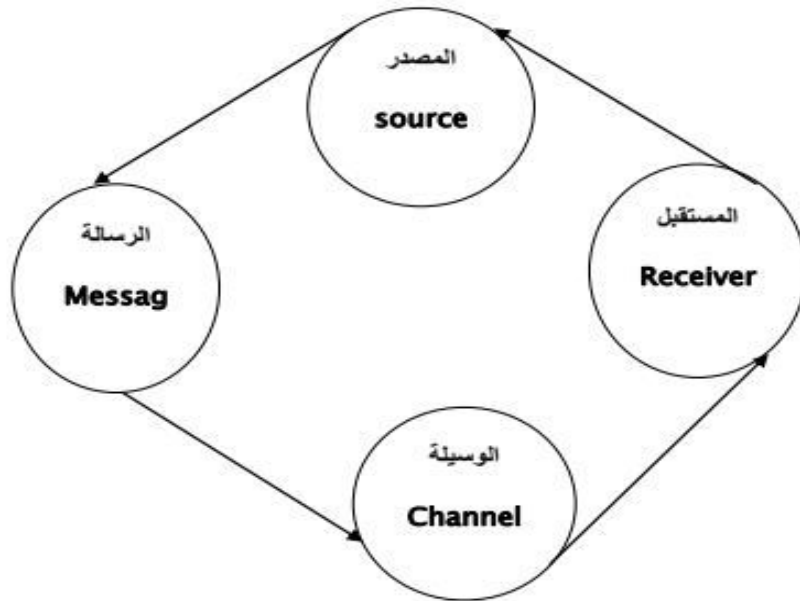 المصدر
source
الرسالة
Messag
المستقبل
Receiver
الوسيلة
Channel